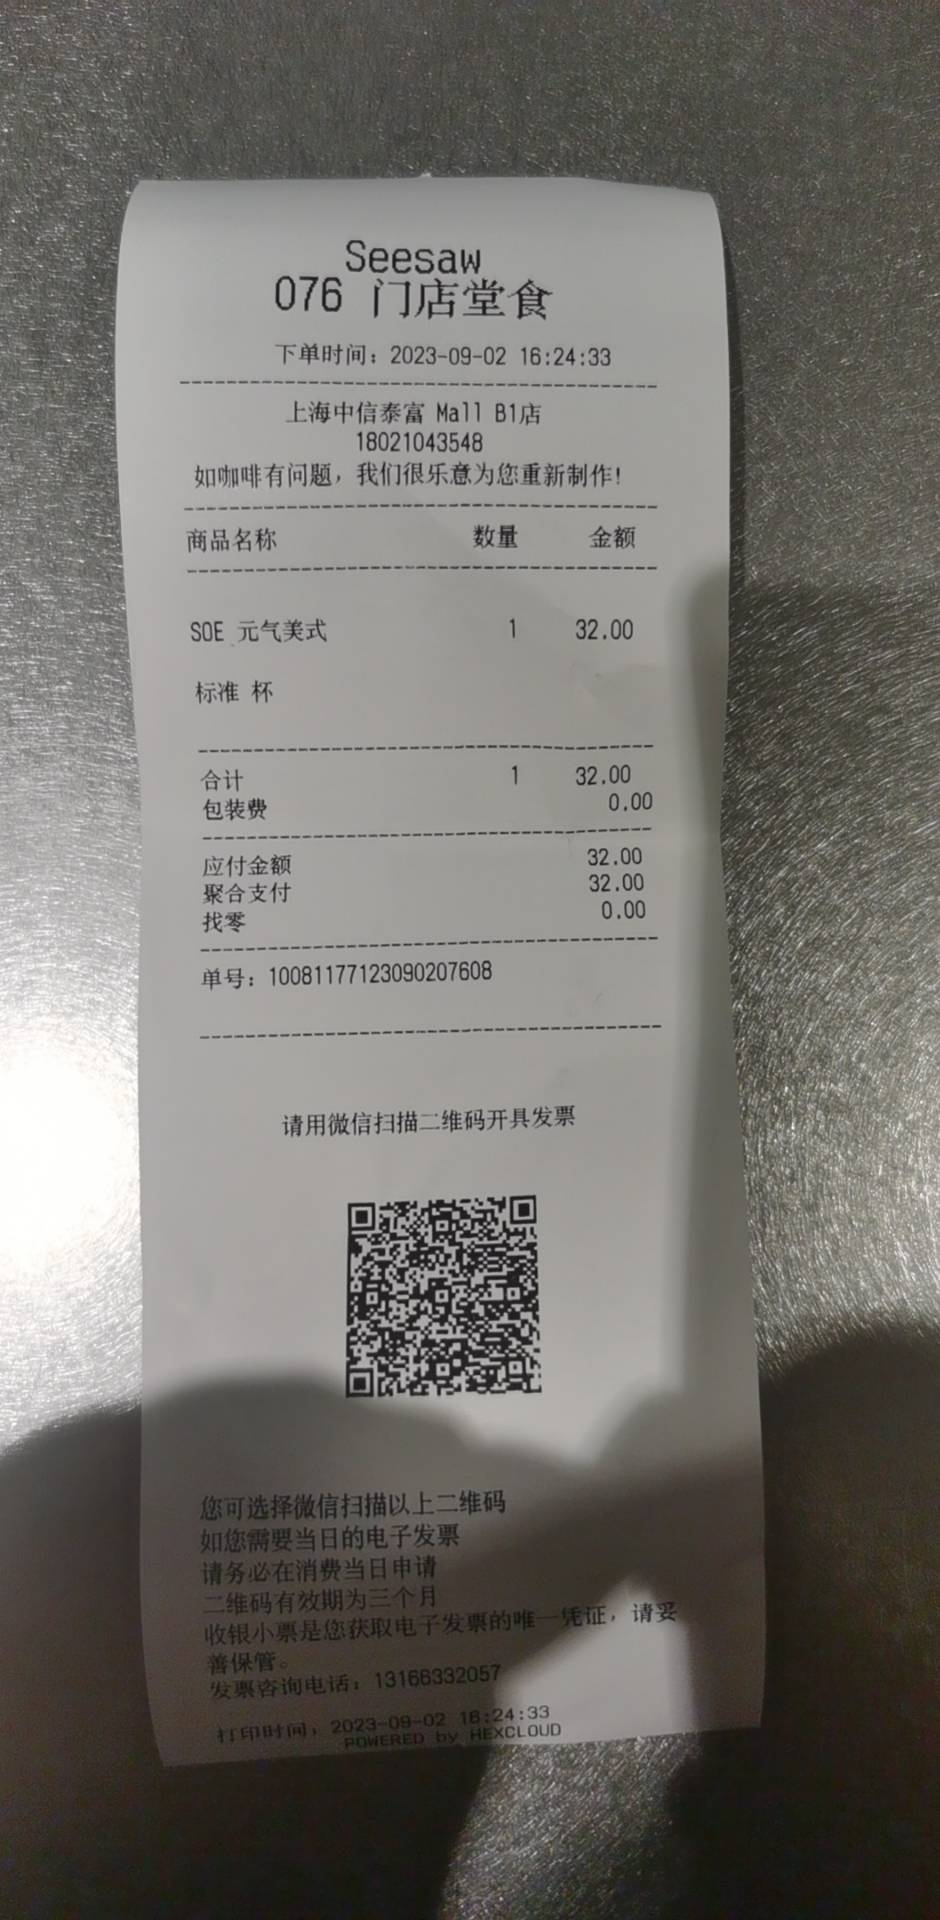 Seesaw
076 门店堂食
下单时间：2023-09-02 16:24:33
上海中信泰富 Mall B1店
18021043548
如咖啡有问题，我们很乐意为您重新制作!
商品名称 数量 金额
SOE 元气美式 1 32.00
标准 杯
合计 1 32.00
包装费 0.00
应付金额 32.00
聚合支付 32.00
找零 0.00
单号：10081177123090207608
请用微信扫描二维码开具发票
您可选择微信扫描以上二维码
如您需要当日的电子发票
请务必在消费当日申请
二维码有效期为三个月
收银小票是您获取电子发票的唯一凭证，请妥
善保管。
发票咨询电话：13166332057
打印时间：2023-09-02 16:24:33
POWERED by HEXCLOUD